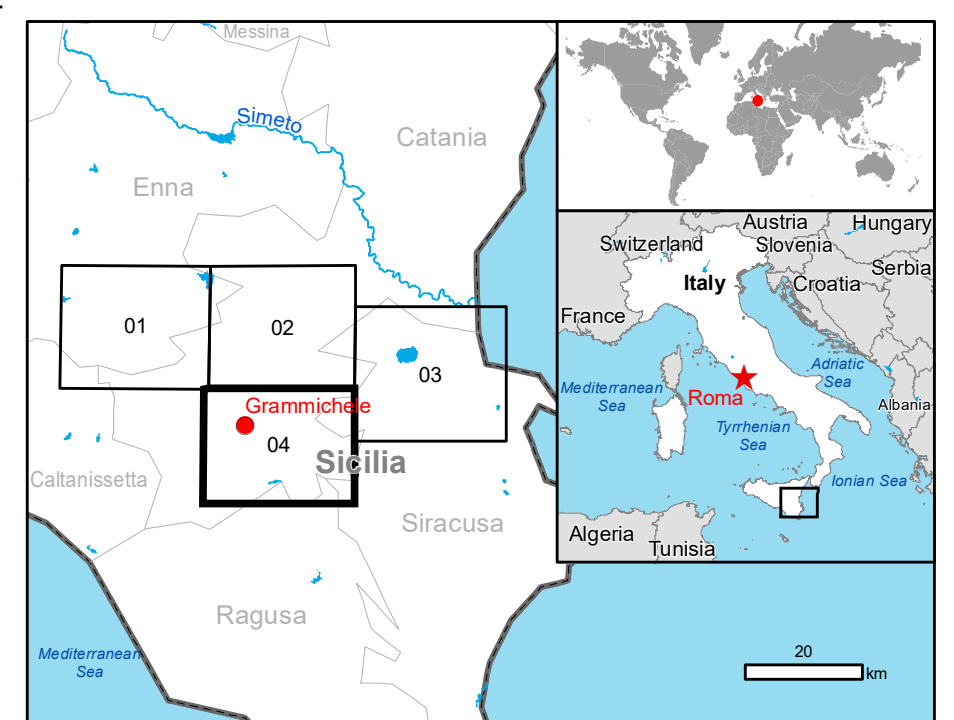 Messina
Simeto
Catania
Enna
01
02
03
Grammichele
04
Sicilia
Caltanissetta
Siracusa
Ragusa
Mediterranean
Sea
Austria
Hungary
Switzerland
Slovenia
Italy
Croatia
Serbia
France
Adriatic
Sea
Mediterranean
Sea
Roma
Albania
Tyrrhenian
Sea
Ionian Sea
Algeria
Tunisia
20
km